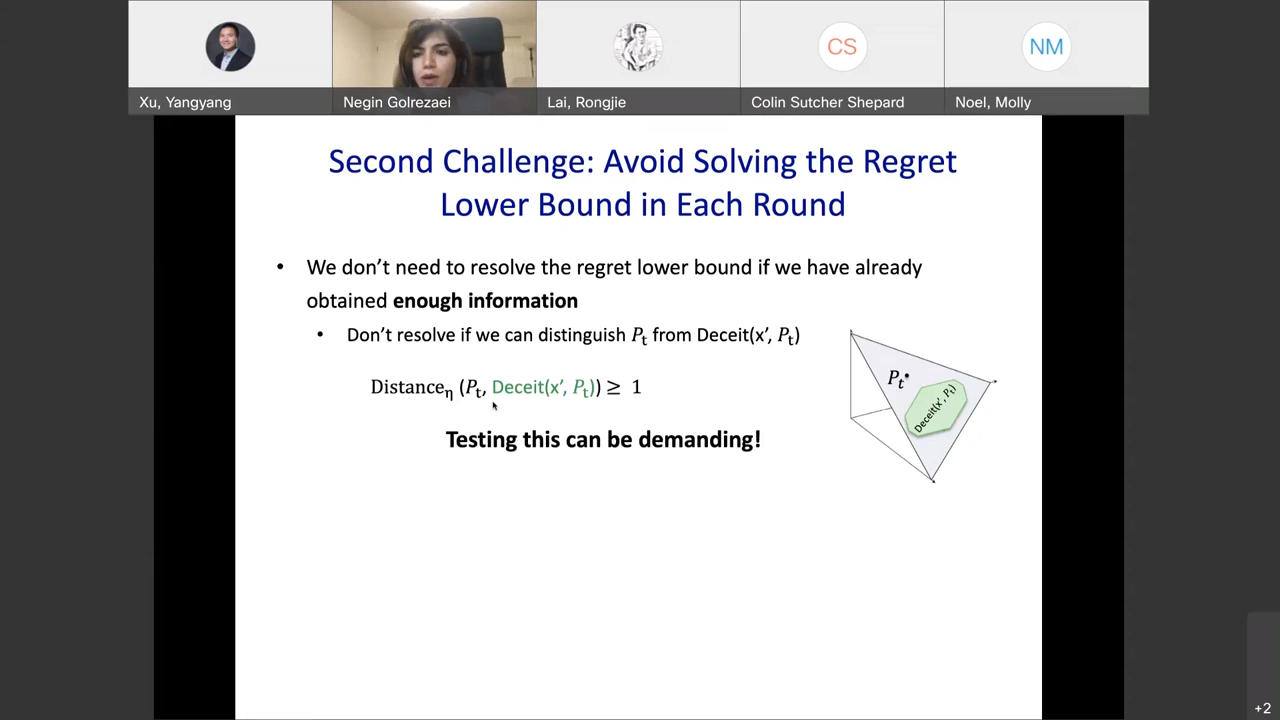 CS
NM
Xu, Yangyang
Negin Golrezaei
Lai, Rongjie
Colin Sutcher Shepard
Noel, Molly
Second Challenge: Avoid Solving the Regret
Lower Bound in Each Round
• We don’t need to resolve the regret lower bound if we have already
obtained enough information
• Don’t resolve if we can distinguish Pₜ from Deceit(x’, Pₜ)
Distance_η (Pₜ, Deceit(x’, Pₜ)) ≥ 1
Testing this can be demanding!
Pₜ
Deceit(x’, Pₜ)
+2